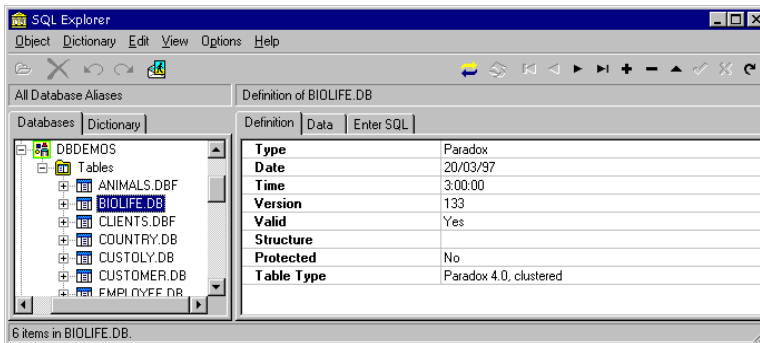 SQL Explorer
Object Dictionary Edit View Options Help
All Database Aliases
Definition of BIOLIFE.DB
Databases Dictionary
Definition Data Enter SQL
DBDEMOS
Tables
ANIMALS.DBF
BIOLIFE.DB
CLIENTS.DBF
COUNTRY.DB
CUSTOLY.DB
CUSTOMER.DB
EMPLOYEE.DB
Type Paradox
Date 20/03/97
Time 3:00:00
Version 133
Valid Yes
Structure
Protected No
Table Type Paradox 4.0, clustered
6 items in BIOLIFE.DB.